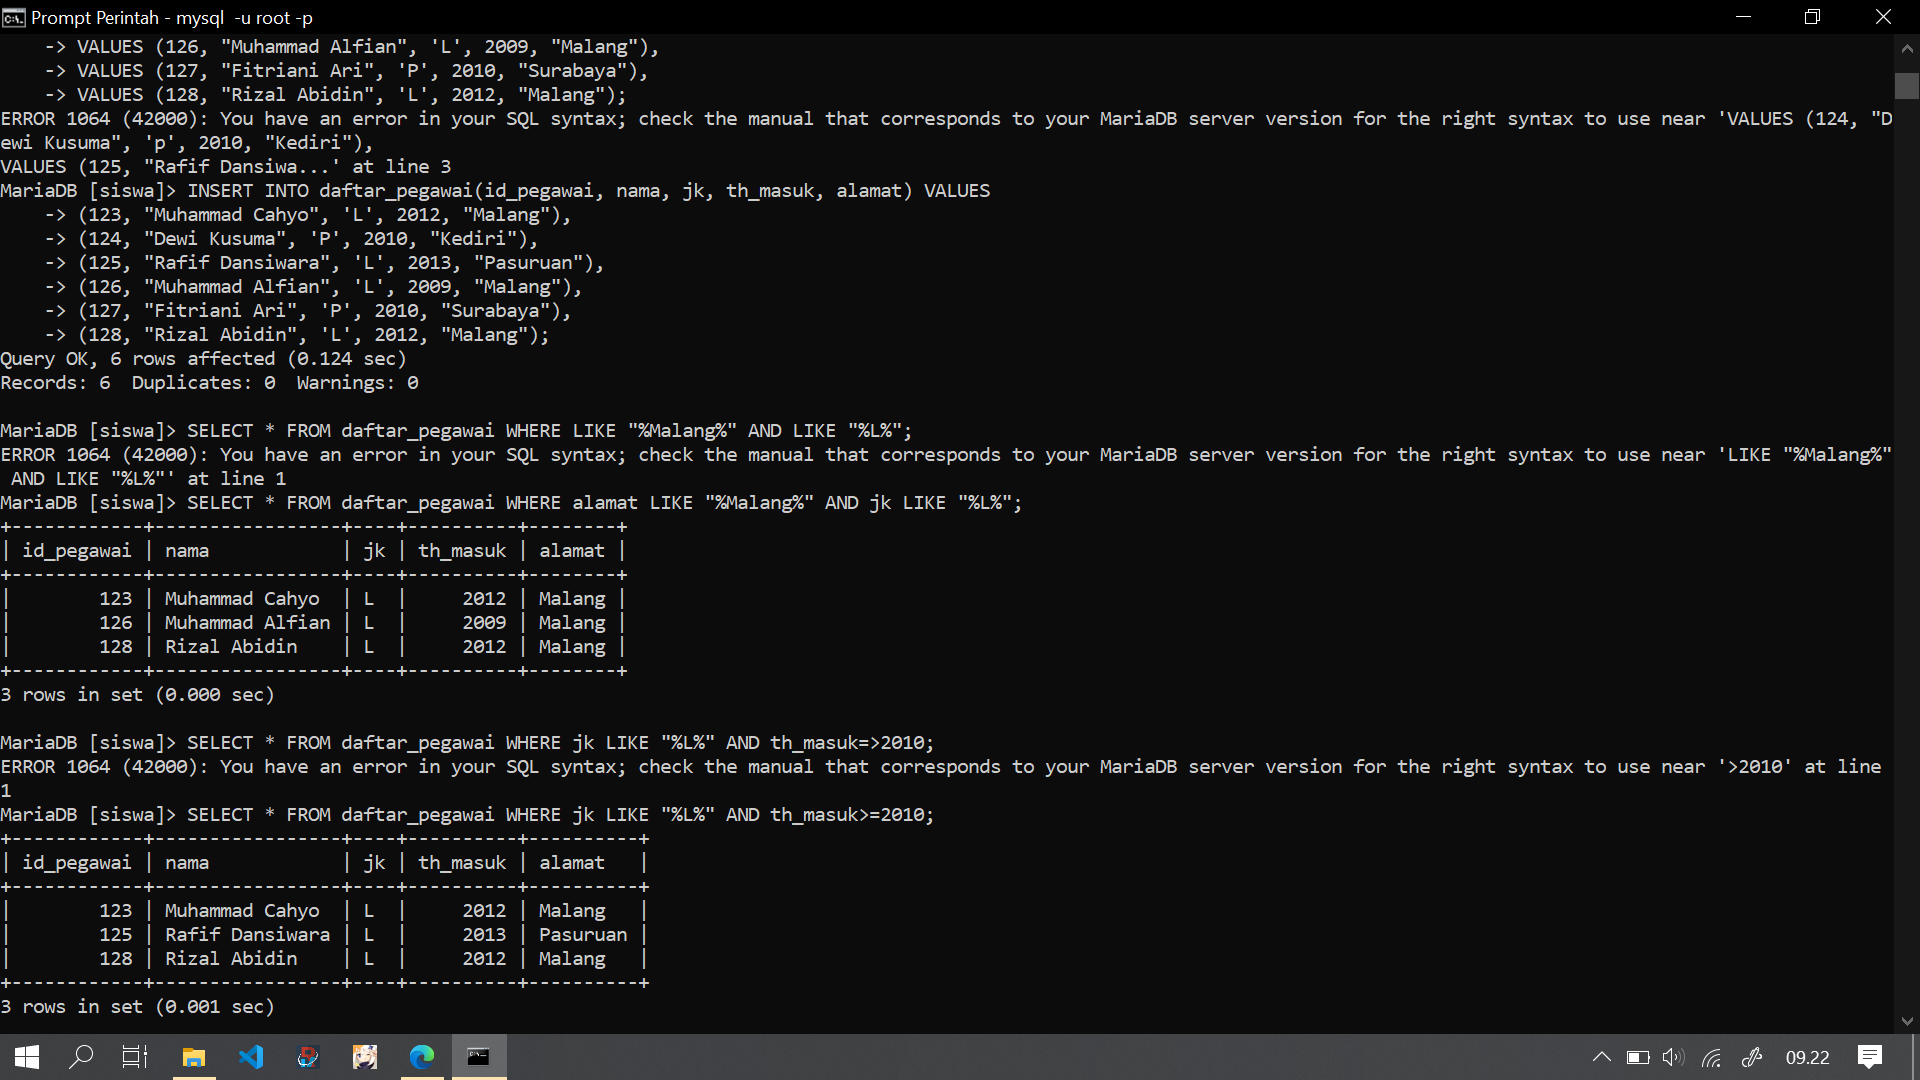 Prompt Perintah - mysql  -u root -p
    -> VALUES (126, "Muhammad Alfian", 'L', 2009, "Malang"),
    -> VALUES (127, "Fitriani Ari", 'P', 2010, "Surabaya"),
    -> VALUES (128, "Rizal Abidin", 'L', 2012, "Malang");
ERROR 1064 (42000): You have an error in your SQL syntax; check the manual that corresponds to your MariaDB server version for the right syntax to use near 'VALUES (124, "D
ewi Kusuma", 'p', 2010, "Kediri"),
VALUES (125, "Rafif Dansiwa...' at line 3
MariaDB [siswa]> INSERT INTO daftar_pegawai(id_pegawai, nama, jk, th_masuk, alamat) VALUES
    -> (123, "Muhammad Cahyo", 'L', 2012, "Malang"),
    -> (124, "Dewi Kusuma", 'P', 2010, "Kediri"),
    -> (125, "Rafif Dansiwara", 'L', 2013, "Pasuruan"),
    -> (126, "Muhammad Alfian", 'L', 2009, "Malang"),
    -> (127, "Fitriani Ari", 'P', 2010, "Surabaya"),
    -> (128, "Rizal Abidin", 'L', 2012, "Malang");
Query OK, 6 rows affected (0.124 sec)
Records: 6  Duplicates: 0  Warnings: 0

MariaDB [siswa]> SELECT * FROM daftar_pegawai WHERE LIKE "%Malang%" AND LIKE "%L%";
ERROR 1064 (42000): You have an error in your SQL syntax; check the manual that corresponds to your MariaDB server version for the right syntax to use near 'LIKE "%Malang%"
 AND LIKE "%L%"' at line 1
MariaDB [siswa]> SELECT * FROM daftar_pegawai WHERE alamat LIKE "%Malang%" AND jk LIKE "%L%";
+------------+-----------------+----+----------+--------+
| id_pegawai | nama            | jk | th_masuk | alamat |
+------------+-----------------+----+----------+--------+
|        123 | Muhammad Cahyo  | L  |     2012 | Malang |
|        126 | Muhammad Alfian | L  |     2009 | Malang |
|        128 | Rizal Abidin    | L  |     2012 | Malang |
+------------+-----------------+----+----------+--------+
3 rows in set (0.000 sec)

MariaDB [siswa]> SELECT * FROM daftar_pegawai WHERE jk LIKE "%L%" AND th_masuk=>2010;
ERROR 1064 (42000): You have an error in your SQL syntax; check the manual that corresponds to your MariaDB server version for the right syntax to use near '>2010' at line
1
MariaDB [siswa]> SELECT * FROM daftar_pegawai WHERE jk LIKE "%L%" AND th_masuk>=2010;
+------------+-----------------+----+----------+----------+
| id_pegawai | nama            | jk | th_masuk | alamat   |
+------------+-----------------+----+----------+----------+
|        123 | Muhammad Cahyo  | L  |     2012 | Malang   |
|        125 | Rafif Dansiwara | L  |     2013 | Pasuruan |
|        128 | Rizal Abidin    | L  |     2012 | Malang   |
+------------+-----------------+----+----------+----------+
3 rows in set (0.001 sec)
09.22